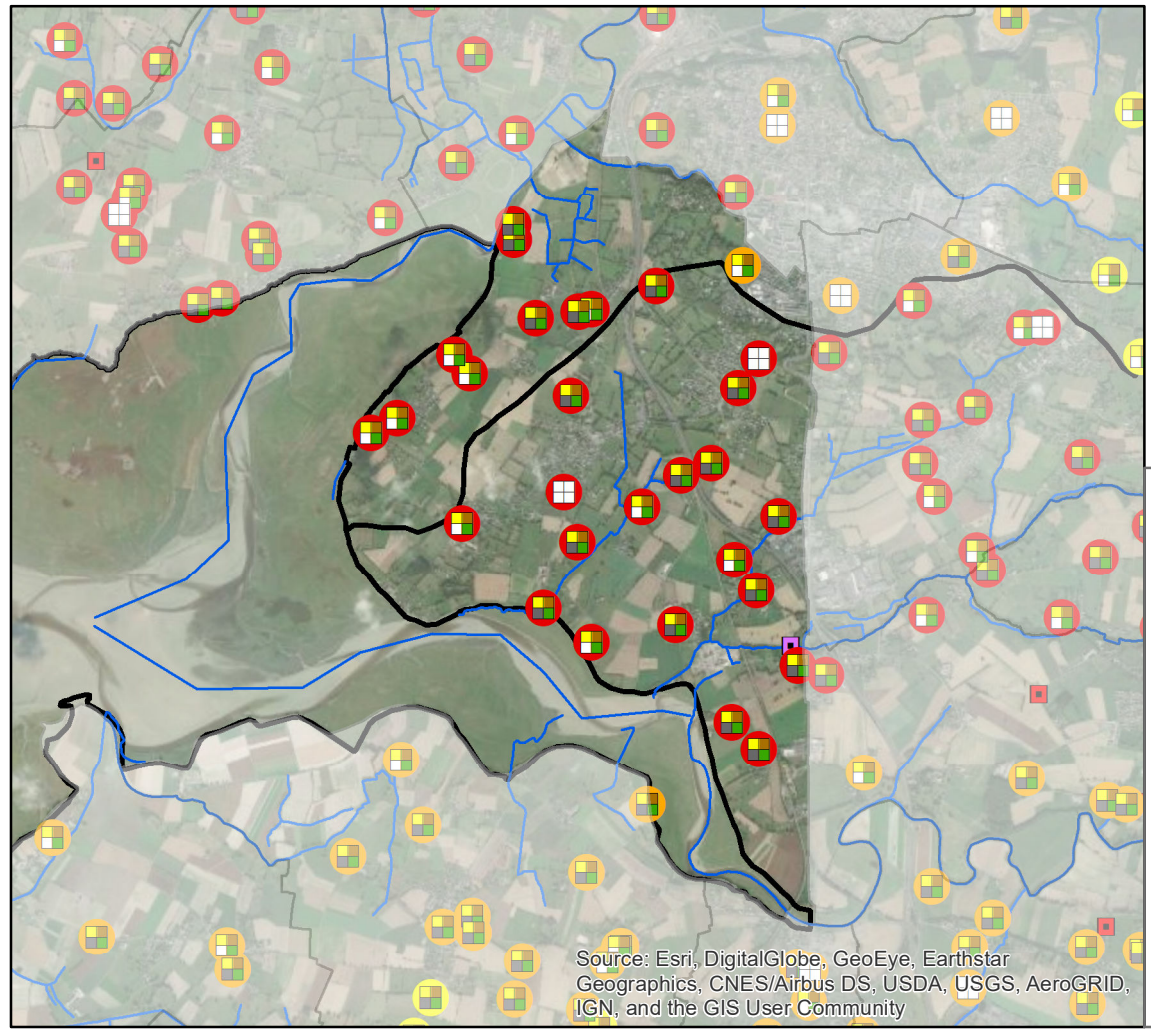 Source: Esri, DigitalGlobe, GeoEye, Earthstar
Geographics, CNES/Airbus DS, USDA, USGS, AeroGRID,
IGN, and the GIS User Community